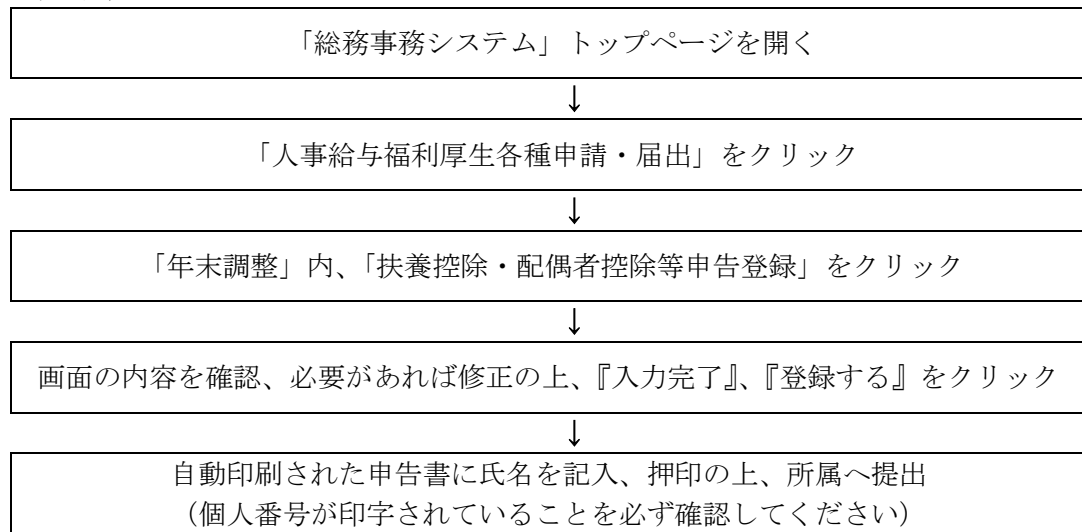 「総務事務システム」トップページを開く
↓
「人事給与福利厚生各種申請・届出」をクリック
↓
「年末調整」内、「扶養控除・配偶者控除等申告登録」をクリック
↓
画面の内容を確認、必要があれば修正の上、『入力完了』、『登録する』をクリック
↓
自動印刷された申告書に氏名を記入、押印の上、所属へ提出
（個人番号が印字されていることを必ず確認してください）